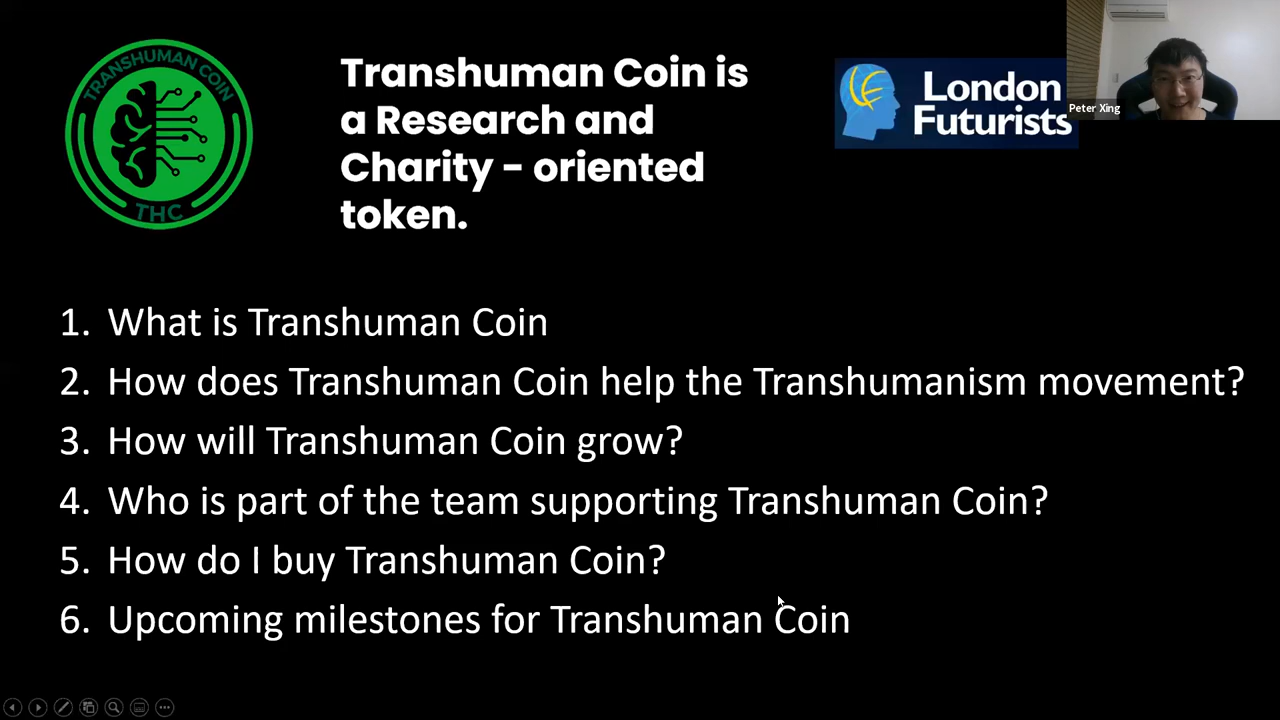 TRANSHUMAN COIN
THC
Transhuman Coin is
a Research and
Charity - oriented
token.
London
Futurists
Peter Xing
1. What is Transhuman Coin
2. How does Transhuman Coin help the Transhumanism movement?
3. How will Transhuman Coin grow?
4. Who is part of the team supporting Transhuman Coin?
5. How do I buy Transhuman Coin?
6. Upcoming milestones for Transhuman Coin